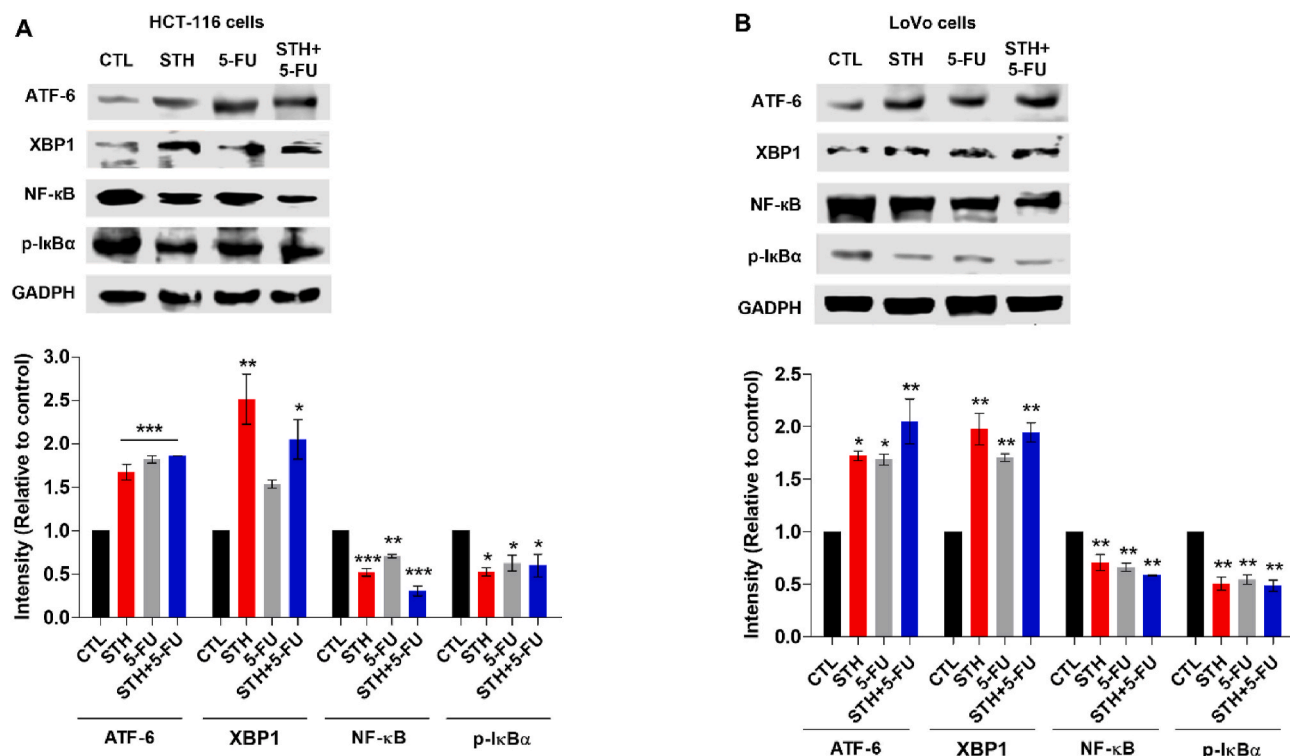 A
HCT-116 cells
CTL STH 5-FU STH+
5-FU
ATF-6
XBP1
NF-κB
p-IκBα
GADPH
Intensity (Relative to control)
3.0
2.5
2.0
1.5
1.0
0.5
0.0
***
**
*
***
**
***
*
*
*
CTL STH 5-FU STH+5-FU CTL STH 5-FU STH+5-FU CTL STH 5-FU STH+5-FU CTL STH 5-FU STH+5-FU
ATF-6 XBP1 NF-κB p-IκBα
B
LoVo cells
CTL STH 5-FU STH+
5-FU
ATF-6
XBP1
NF-κB
p-IκBα
GADPH
Intensity (Relative to control)
2.5
2.0
1.5
1.0
0.5
0.0
*
*
**
**
**
**
**
**
**
**
**
**
CTL STH 5-FU STH+5-FU CTL STH 5-FU STH+5-FU CTL STH 5-FU STH+5-FU CTL STH 5-FU STH+5-FU
ATF-6 XBP1 NF-κB p-IκBα